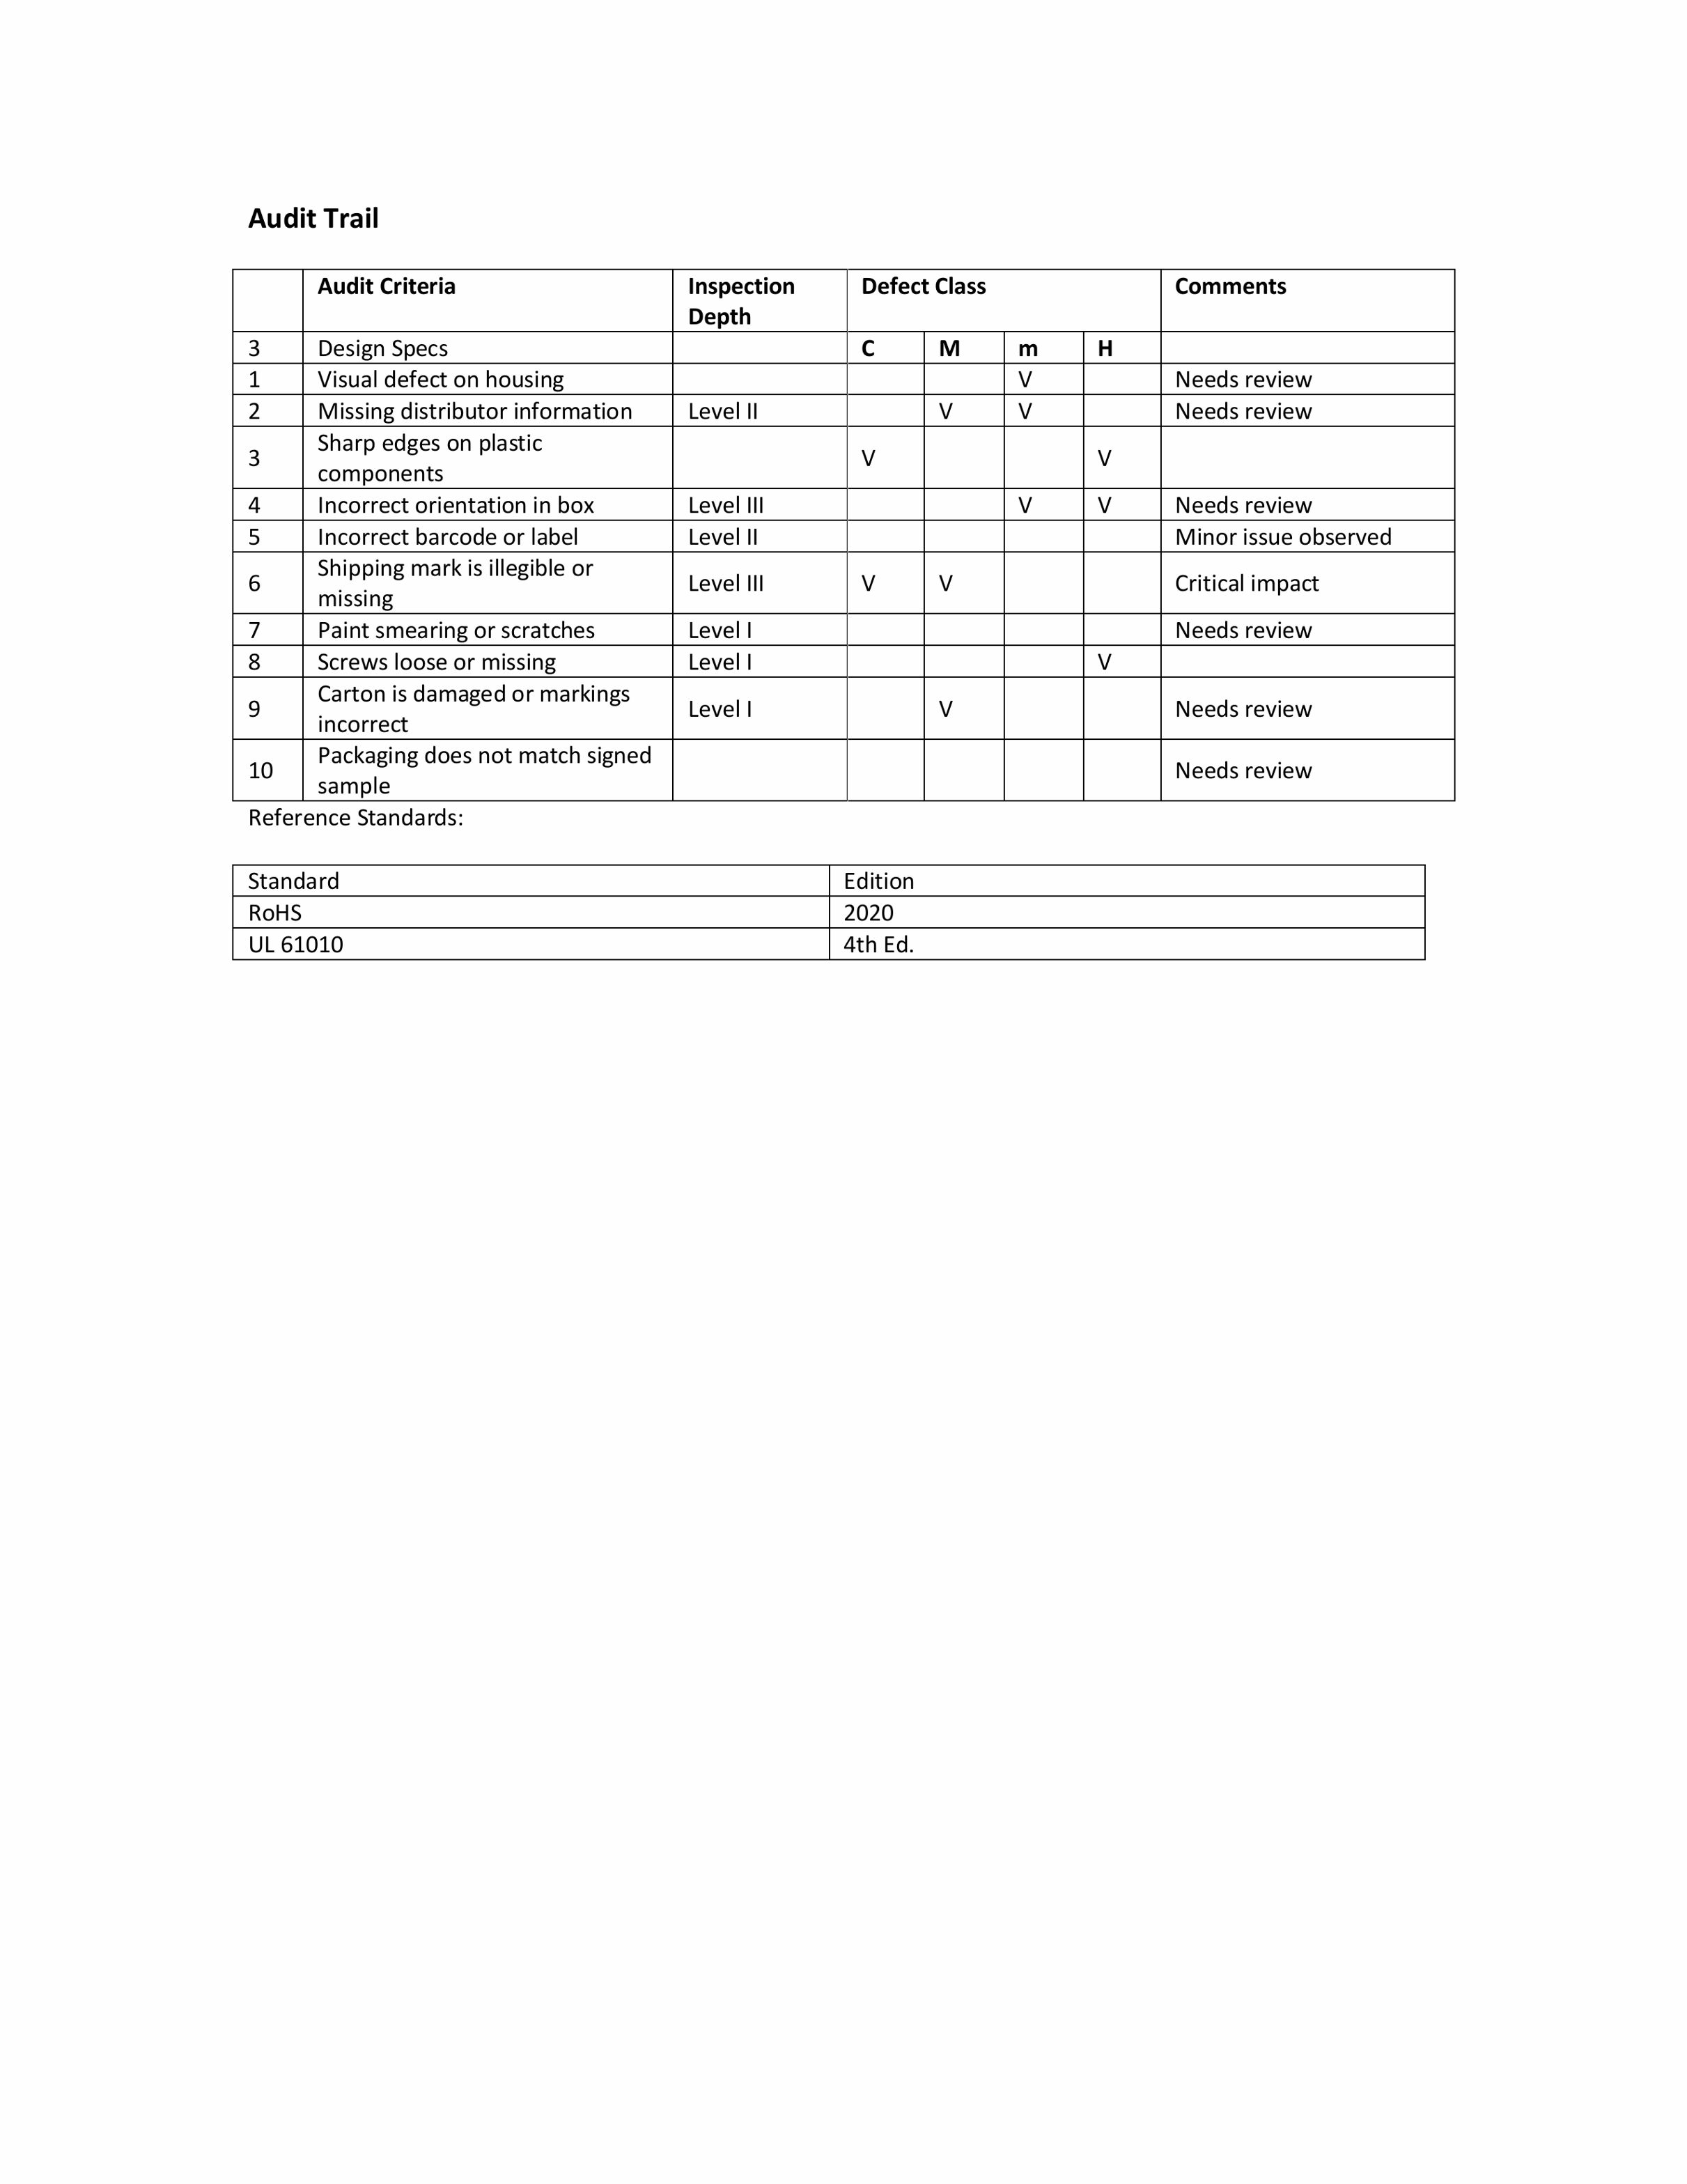 Audit Trail
Audit Criteria Inspection Depth Defect Class Comments
3 Design Specs C M m H
1 Visual defect on housing V Needs review
2 Missing distributor information Level II V V Needs review
3 Sharp edges on plastic components V V
4 Incorrect orientation in box Level III V V Needs review
5 Incorrect barcode or label Level II Minor issue observed
6 Shipping mark is illegible or missing Level III V V Critical impact
7 Paint smearing or scratches Level I Needs review
8 Screws loose or missing Level I V
9 Carton is damaged or markings incorrect Level I V Needs review
10 Packaging does not match signed sample Needs review
Reference Standards:
Standard Edition
RoHS 2020
UL 61010 4th Ed.